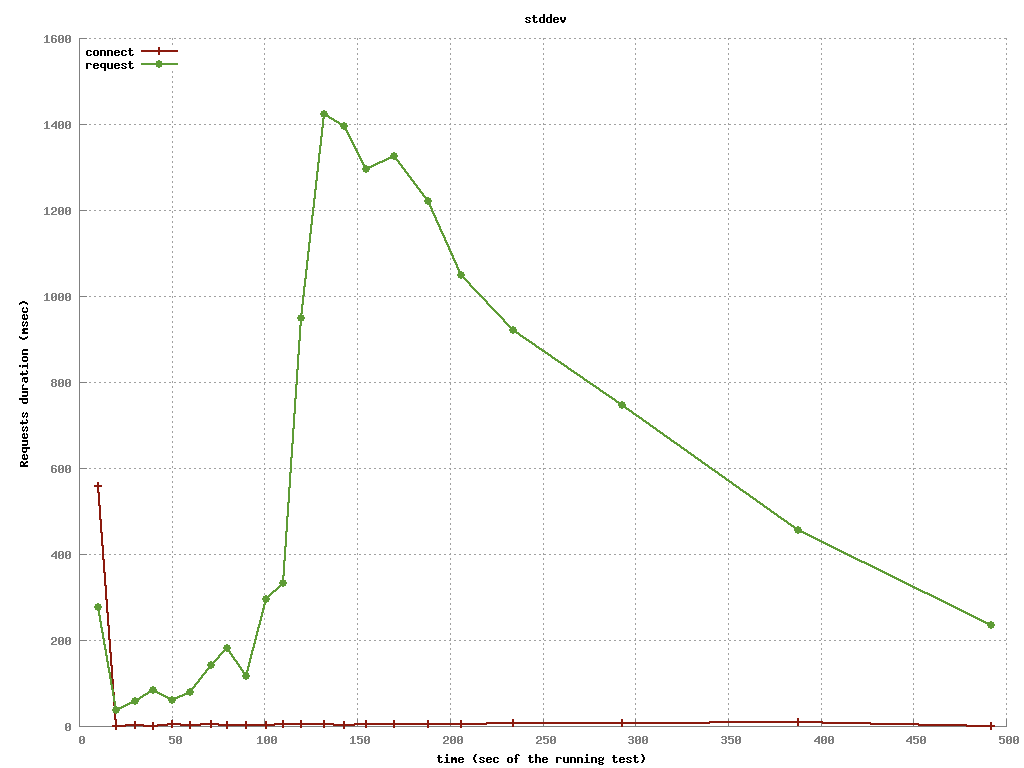 stddev
connect
request
1600
1400
1200
1000
800
600
400
200
0
Requests duration (msec)
0 50 100 150 200 250 300 350 400 450 500
time (sec of the running test)